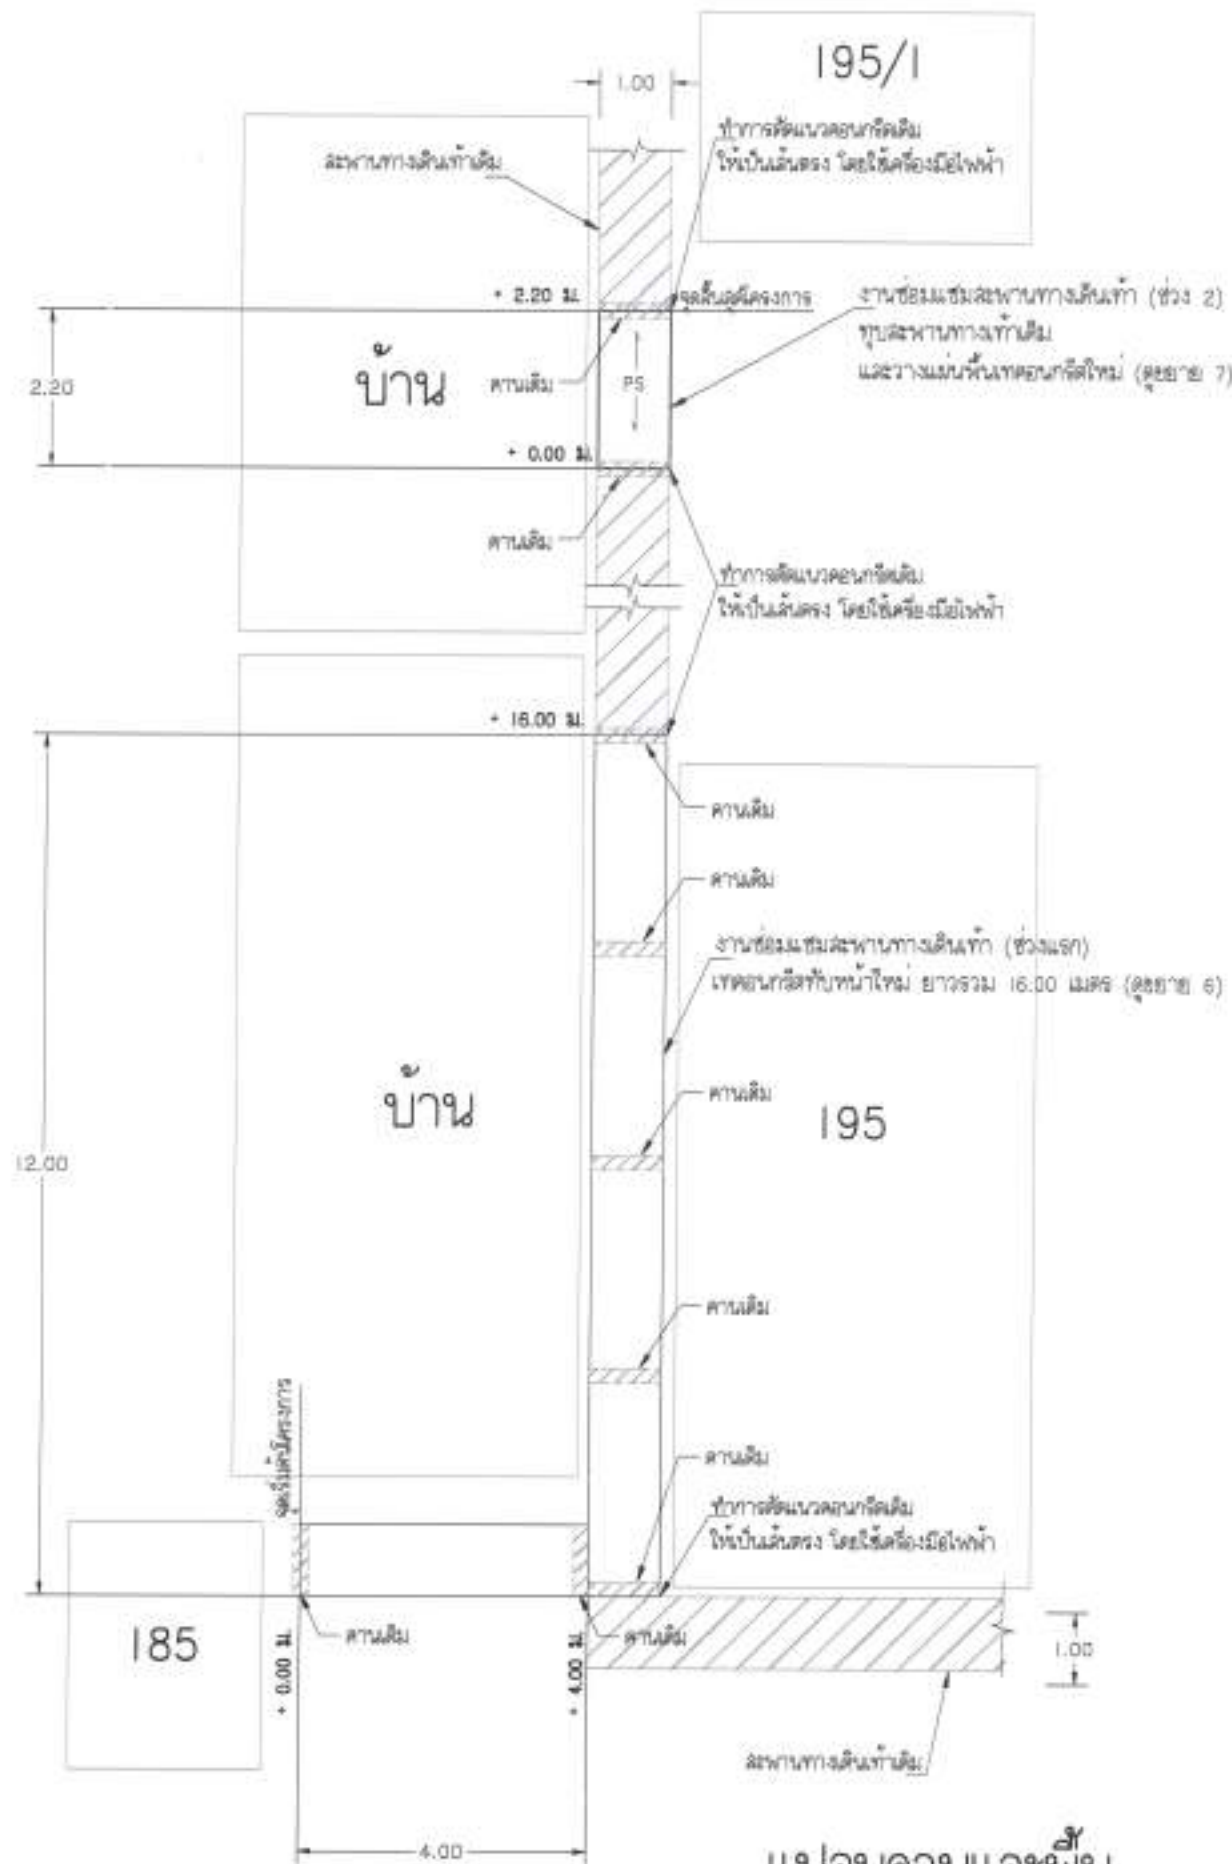 195/1
1.00
ทำการตัดแนวคอนกรีตเดิม
ให้เป็นเส้นตรง โดยใช้เครื่องมือไฟฟ้า
สะพานทางเดินเท้าเดิม
+ 2.20 ม.
จุดสิ้นสุดโครงการ
งานซ่อมแซมสะพานทางเดินเท้า (ช่วง 2)
ทุบสะพานทางเท้าเดิม
และวางแผ่นพื้นเทคอนกรีตใหม่ (ดูขยาย 7)
2.20
บ้าน
คานเดิม
PS
+ 0.00 ม.
คานเดิม
ทำการตัดแนวคอนกรีตเดิม
ให้เป็นเส้นตรง โดยใช้เครื่องมือไฟฟ้า
+ 16.00 ม.
คานเดิม
คานเดิม
งานซ่อมแซมสะพานทางเดินเท้า (ช่วงแรก)
เทคอนกรีตทับหน้าใหม่ ยาวรวม 16.00 เมตร (ดูขยาย 6)
บ้าน
คานเดิม
195
12.00
คานเดิม
จุดเริ่มต้นโครงการ
คานเดิม
ทำการตัดแนวคอนกรีตเดิม
ให้เป็นเส้นตรง โดยใช้เครื่องมือไฟฟ้า
185
คานเดิม
คานเดิม
1.00
+ 0.00 ม.
+ 4.00 ม.
สะพานทางเดินเท้าเดิม
4.00